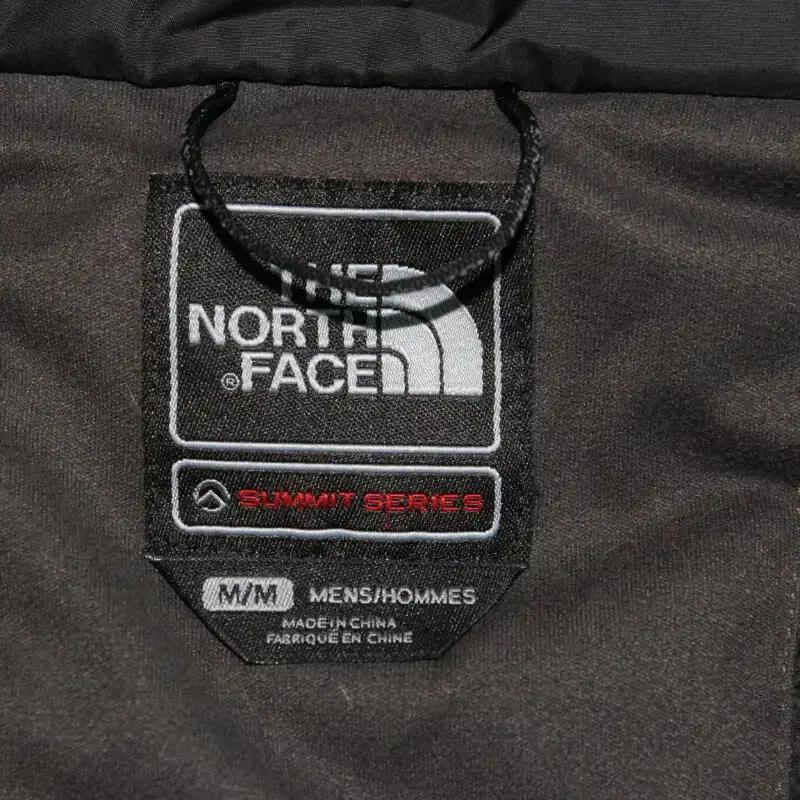 THE
NORTH
® FACE
SUMMIT SERIES
M/M MENS/HOMMES
MADE IN CHINA
FABRIQUÉ EN CHINE